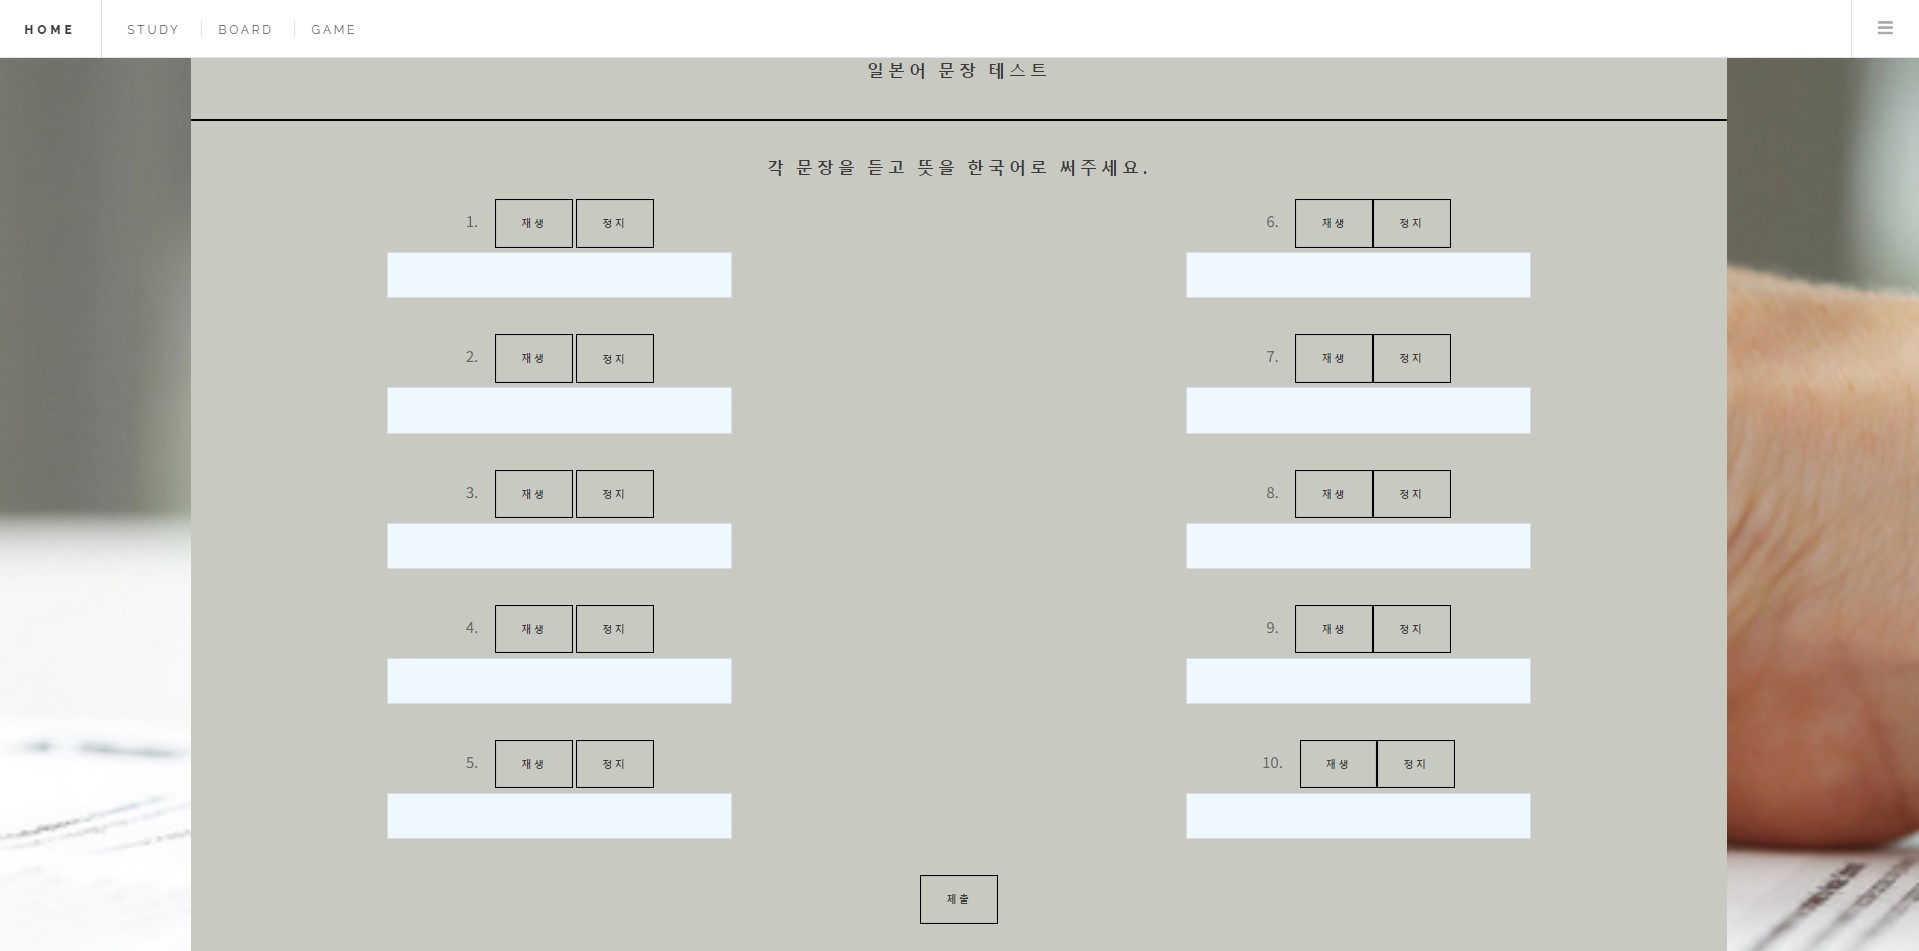 HOME STUDY BOARD GAME
일본어 문장 테스트
각 문장을 듣고 뜻을 한국어로 써주세요.
1. 재생 정지
2. 재생 정지
3. 재생 정지
4. 재생 정지
5. 재생 정지
6. 재생 정지
7. 재생 정지
8. 재생 정지
9. 재생 정지
10. 재생 정지
제출